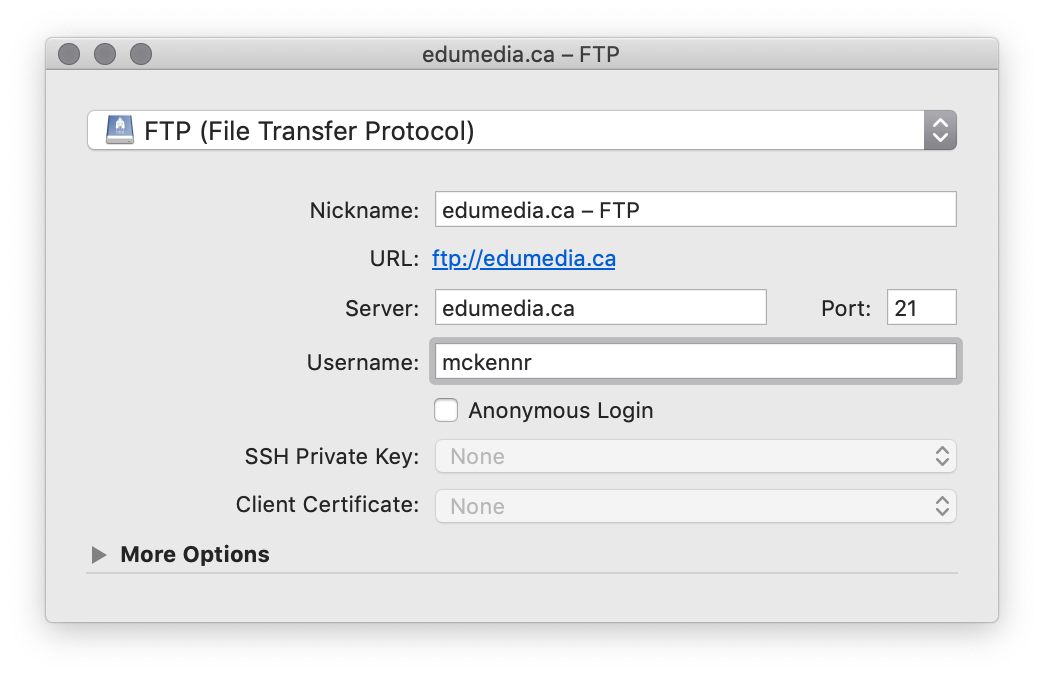 edumedia.ca – FTP
FTP (File Transfer Protocol)
Nickname: edumedia.ca – FTP
URL: ftp://edumedia.ca
Server: edumedia.ca Port: 21
Username: mckennr
Anonymous Login
SSH Private Key: None
Client Certificate: None
More Options